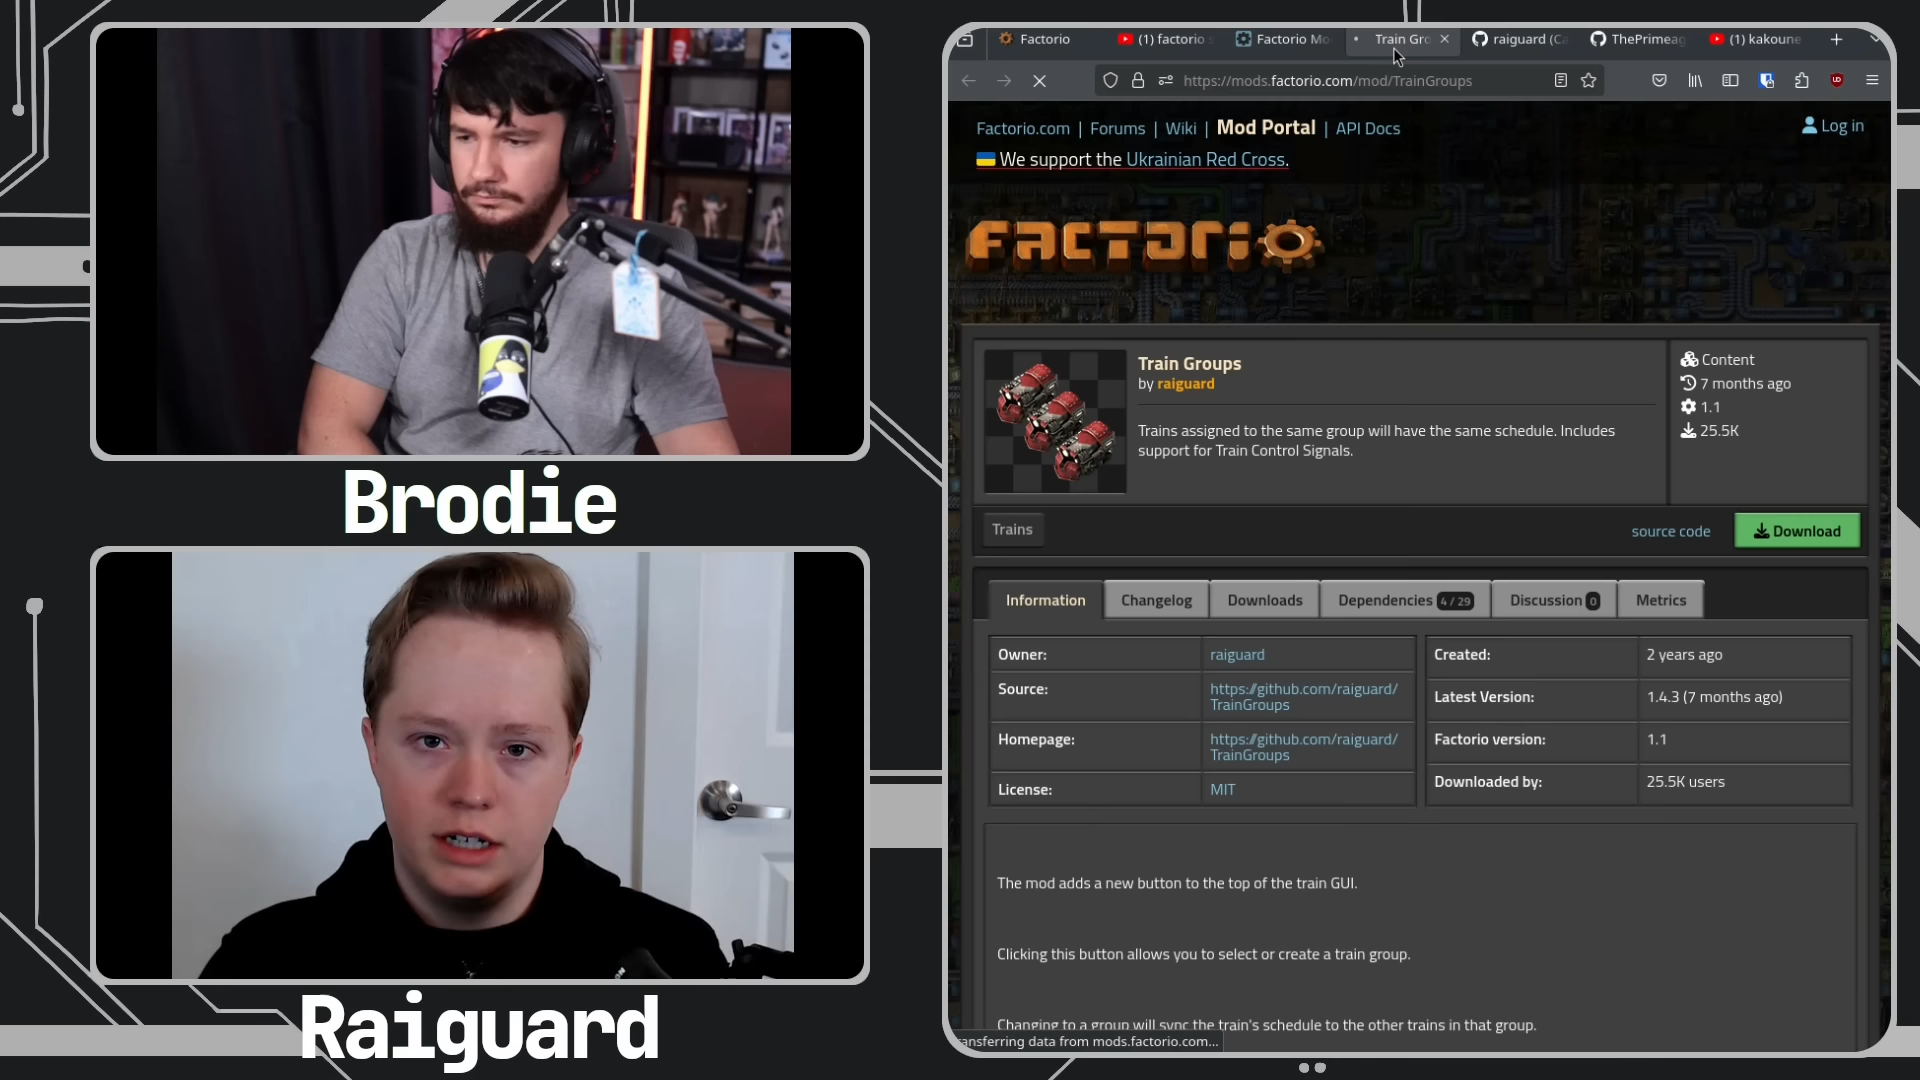 Brodie
Raiguard
Factorio
(1) factorio s
Factorio Mo
Train Gro
raiguard (Ca
ThePrimeag
(1) kakoune
https://mods.factorio.com/mod/TrainGroups
Factorio.com | Forums | Wiki | Mod Portal | API Docs
Log in
We support the Ukrainian Red Cross.
FACTORIO
Train Groups
by raiguard
Trains assigned to the same group will have the same schedule. Includes
support for Train Control Signals.
Content
7 months ago
1.1
25.5K
Trains
source code
Download
Information
Changelog
Downloads
Dependencies 4 / 29
Discussion 0
Metrics
Owner: raiguard
Source: https://github.com/raiguard/
TrainGroups
Homepage: https://github.com/raiguard/
TrainGroups
License: MIT
Created: 2 years ago
Latest Version: 1.4.3 (7 months ago)
Factorio version: 1.1
Downloaded by: 25.5K users
The mod adds a new button to the top of the train GUI.
Clicking this button allows you to select or create a train group.
Changing to a group will sync the train's schedule to the other trains in that group.
ansferring data from mods.factorio.com...